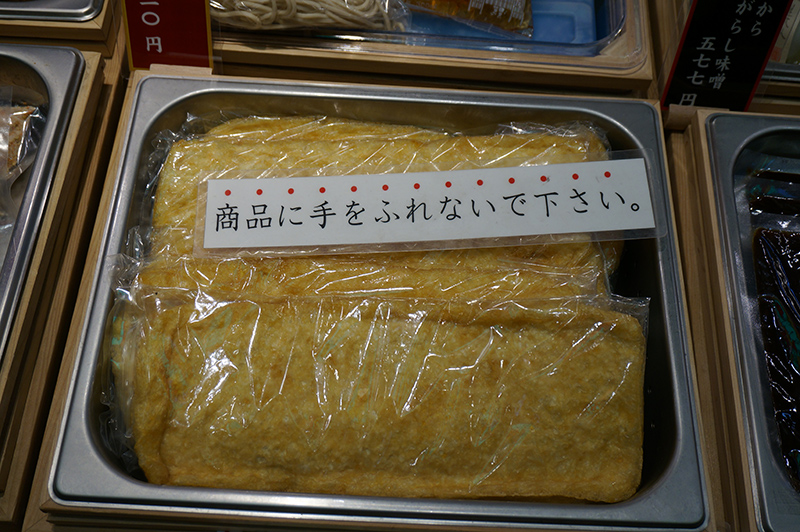 一〇円
商品に手をふれないで下さい。
から
がらし味噌
五七七円